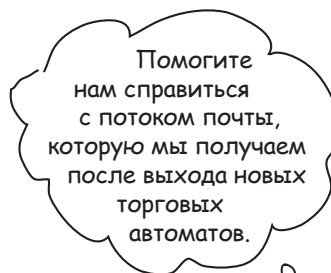 Помогите
нам справиться
с потоком почты,
которую мы получаем
после выхода новых
торговых
автоматов.